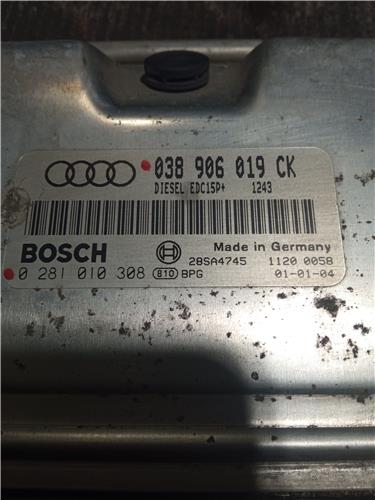 038 906 019 CK
DIESEL EDC15P+ 1243
BOSCH
Made in Germany
28SA4745 1120 0058
0 281 010 308 810 BPG 01-01-04